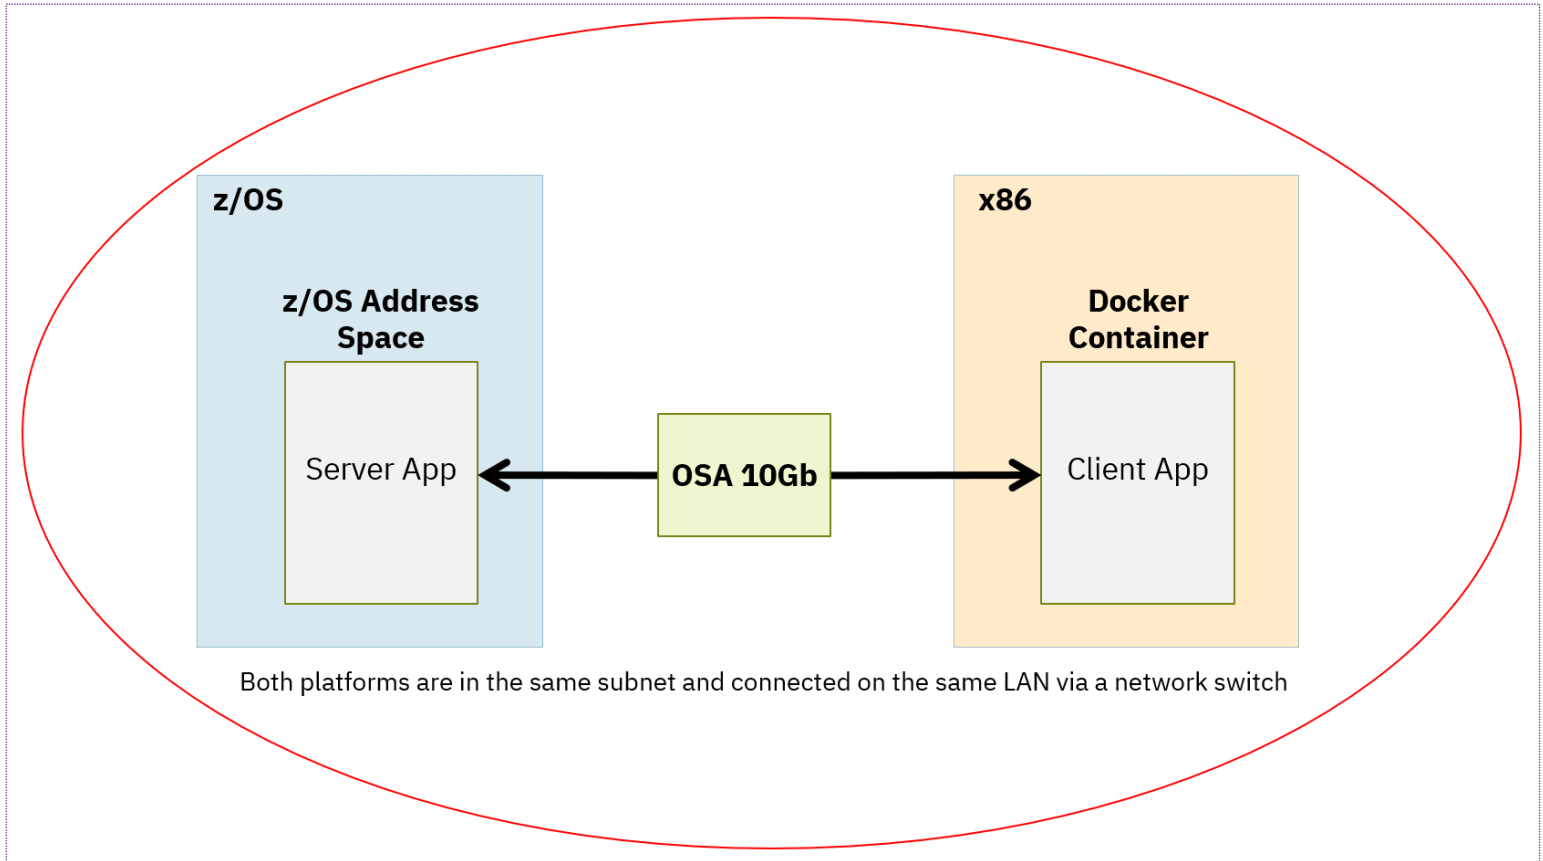 z/OS
x86
z/OS Address
Space
Docker
Container
Server App
OSA 10Gb
Client App
Both platforms are in the same subnet and connected on the same LAN via a network switch